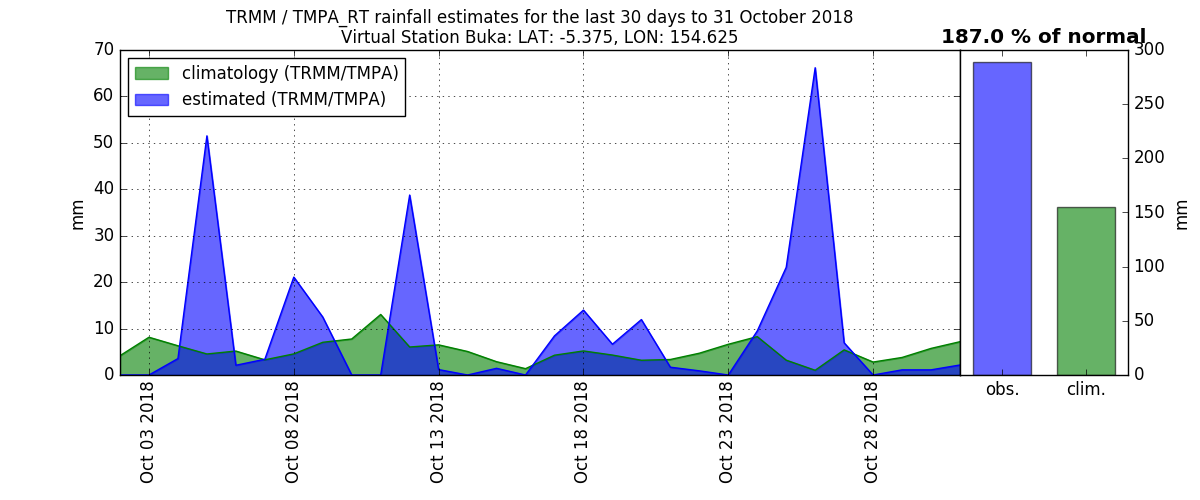 TRMM / TMPA_RT rainfall estimates for the last 30 days to 31 October 2018
Virtual Station Buka: LAT: -5.375, LON: 154.625
187.0 % of normal
climatology (TRMM/TMPA)
estimated (TRMM/TMPA)
mm
70
60
50
40
30
20
10
0
Oct 03 2018
Oct 08 2018
Oct 13 2018
Oct 18 2018
Oct 23 2018
Oct 28 2018
300
250
200
150
100
50
0
mm
obs.
clim.